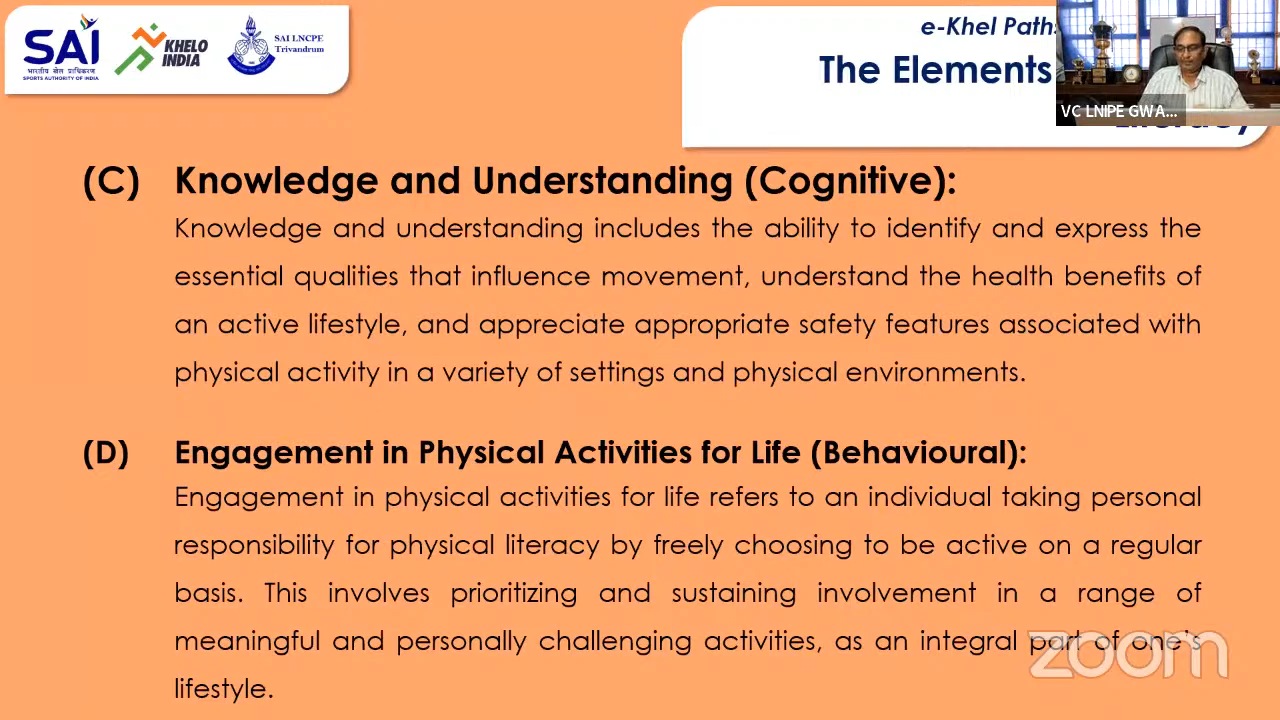 SAI
भारतीय खेल प्राधिकरण
SPORTS AUTHORITY OF INDIA
KHELO
INDIA
SAI LNCPE
Trivandrum
e-Khel
The Elements
VC LNIPE GWA...
(C) Knowledge and Understanding (Cognitive):
Knowledge and understanding includes the ability to identify and express the
essential qualities that influence movement, understand the health benefits of
an active lifestyle, and appreciate appropriate safety features associated with
physical activity in a variety of settings and physical environments.
(D) Engagement in Physical Activities for Life (Behavioural):
Engagement in physical activities for life refers to an individual taking personal
responsibility for physical literacy by freely choosing to be active on a regular
basis. This involves prioritizing and sustaining involvement in a range of
meaningful and personally challenging activities, as an integral part of one's
lifestyle.
zoom